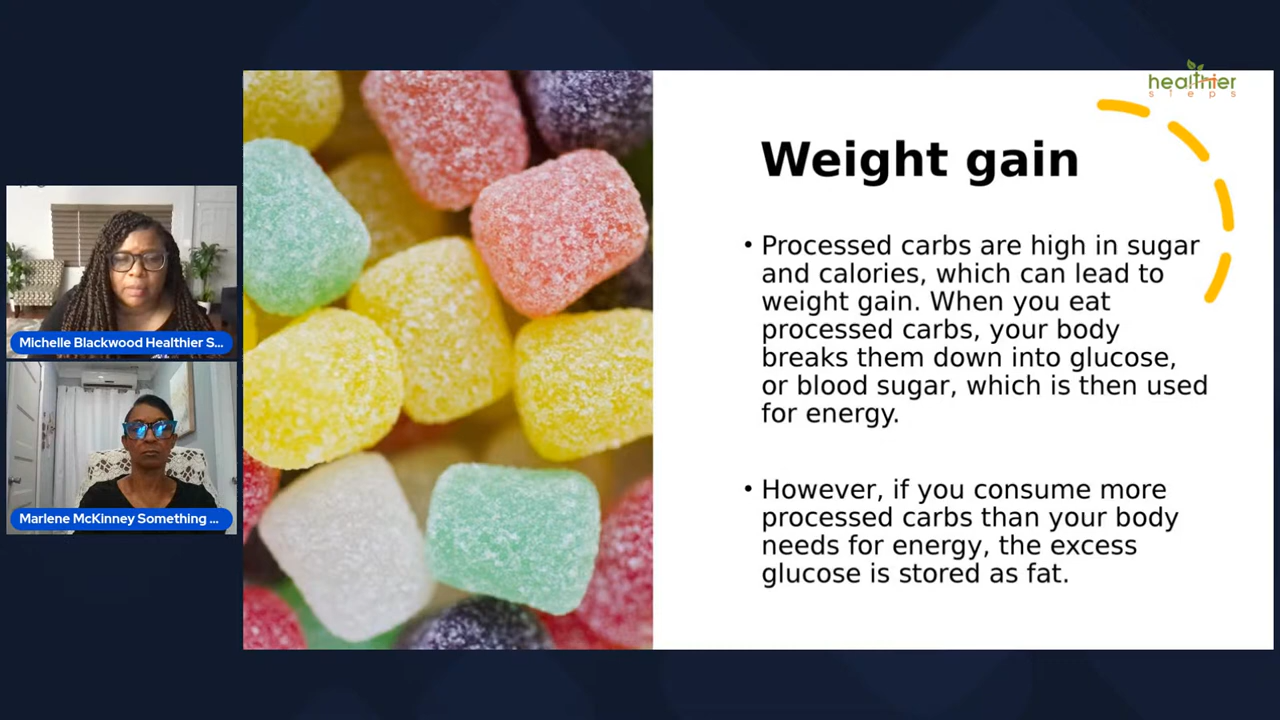 healthier
steps
Weight gain
• Processed carbs are high in sugar
and calories, which can lead to
weight gain. When you eat
processed carbs, your body
breaks them down into glucose,
or blood sugar, which is then used
for energy.
• However, if you consume more
processed carbs than your body
needs for energy, the excess
glucose is stored as fat.
Michelle Blackwood Healthier S...
Marlene McKinney Something ...